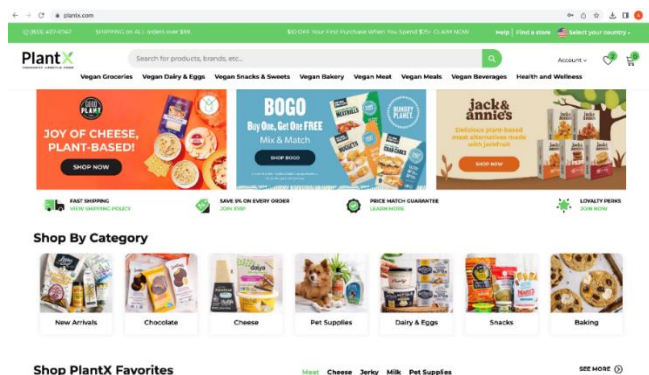 plantx.com
SHIPPING on ALL orders over
$10 OFF Your First Purchase When You Spend CLAIM NOW
Help | Find a store Select your country
PlantX
Search for products, brands, etc...
Account
Vegan Groceries Vegan Dairy & Eggs Vegan Snacks & Sweets Vegan Bakery Vegan Meat Vegan Meals Vegan Beverages Health and Wellness
GOOD PLANET
JOY OF CHEESE,
PLANT-BASED!
SHOP NOW
BOGO
Buy One, Get One FREE
Mix & Match
SHOP BOGO
HUNGRY PLANET.
MEATBALLS
NUGGETS
CRAB CAKES
jack&
annie's
Delicious plant-based
meat alternatives made
with jackfruit
SHOP NOW
FAST SHIPPING
VIEW SHIPPING POLICY
SAVE 5% ON EVERY ORDER
JOIN
PRICE MATCH GUARANTEE
LEARN MORE
LOYALTY PERKS
JOIN NOW
Shop By Category
daiya
New Arrivals Chocolate Cheese Pet Supplies Dairy & Eggs Snacks Baking
Shop PlantX Favorites
Meat Cheese Jerky Milk Pet Supplies
SEE MORE